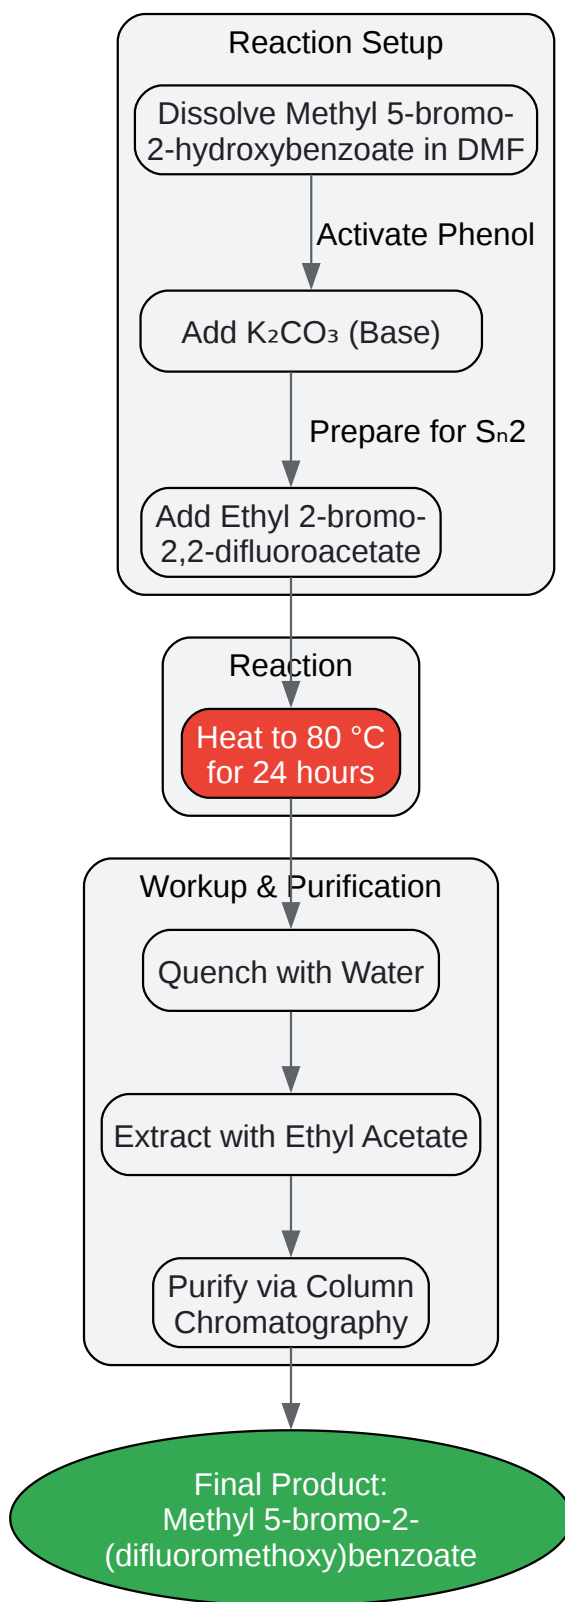 Reaction Setup
Dissolve Methyl 5-bromo-
2-hydroxybenzoate in DMF
Activate Phenol
Add K₂CO₃ (Base)
Prepare for Sₙ2
Add Ethyl 2-bromo-
2,2-difluoroacetate
Reaction
Heat to 80 °C
for 24 hours
Workup & Purification
Quench with Water
Extract with Ethyl Acetate
Purify via Column
Chromatography
Final Product:
Methyl 5-bromo-2-
(difluoromethoxy)benzoate